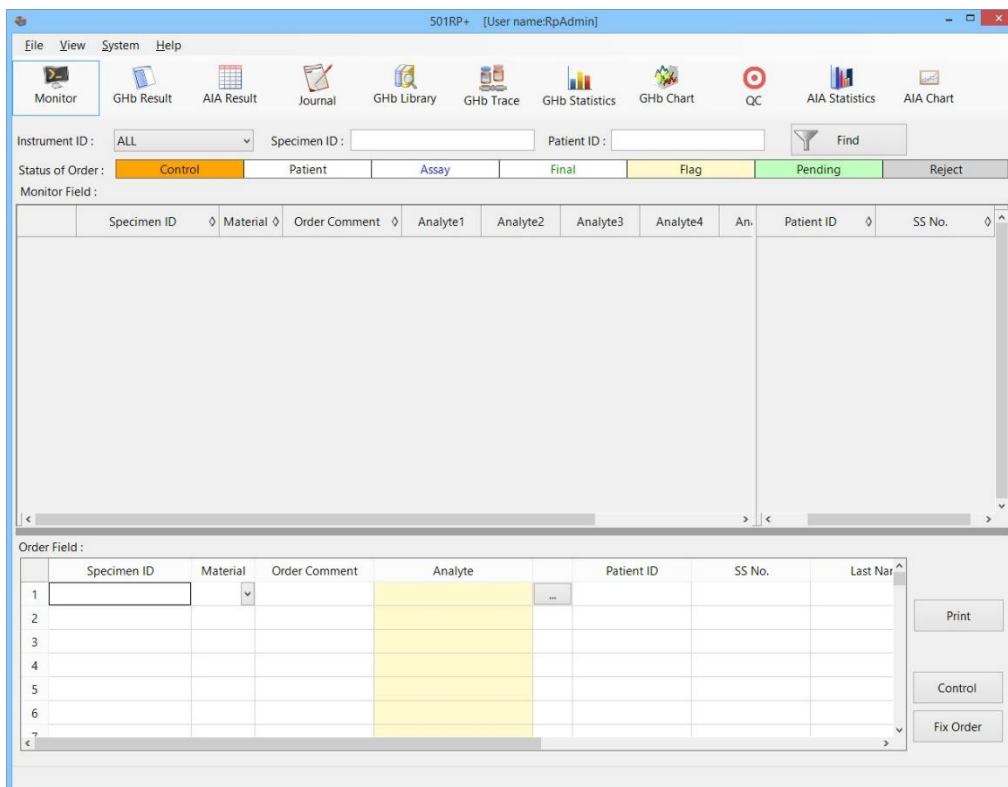 501RP+ [User name:RpAdmin]
File View System Help
Monitor GHb Result AIA Result Journal GHb Library GHb Trace GHb Statistics GHb Chart QC AIA Statistics AIA Chart
Instrument ID : ALL Specimen ID : Patient ID : Find
Status of Order : Control Patient Assay Final Flag Pending Reject
Monitor Field :
Specimen ID Material Order Comment Analyte1 Analyte2 Analyte3 Analyte4 An Patient ID SS No.
Order Field :
Specimen ID Material Order Comment Analyte Patient ID SS No. Last Nar
1 ...
2
Print
3
4
5
Control
6
Fix Order
7